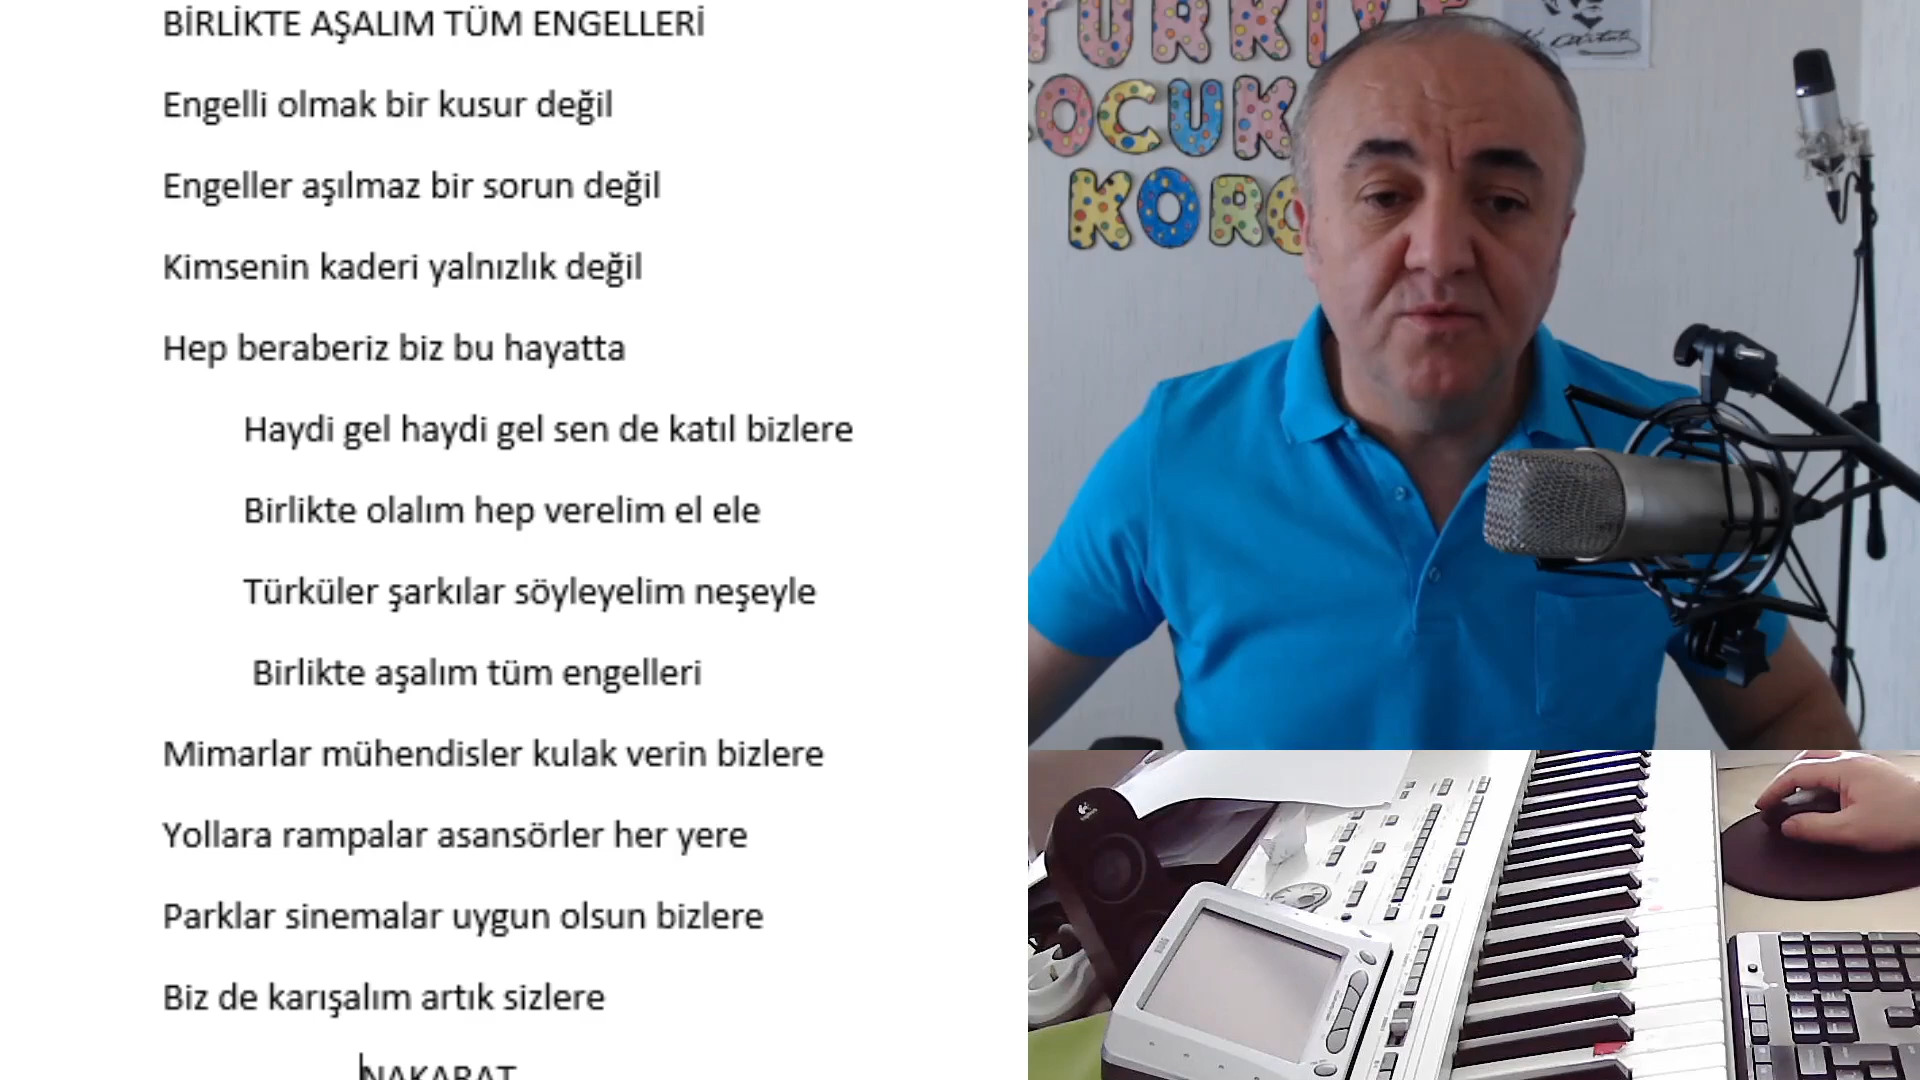 BİRLİKTE AŞALIM TÜM ENGELLERİ
Engelli olmak bir kusur değil
Engeller aşılmaz bir sorun değil
Kimsenin kaderi yalnızlık değil
Hep beraberiz biz bu hayatta
Haydi gel haydi gel sen de katıl bizlere
Birlikte olalım hep verelim el ele
Türküler şarkılar söyleyelim neşeyle
Birlikte aşalım tüm engelleri
Mimarlar mühendisler kulak verin bizlere
Yollara rampalar asansörler her yere
Parklar sinemalar uygun olsun bizlere
Biz de karışalım artık sizlere
NAKARAT
TÜRKİYE
ÇOCUK
KORO